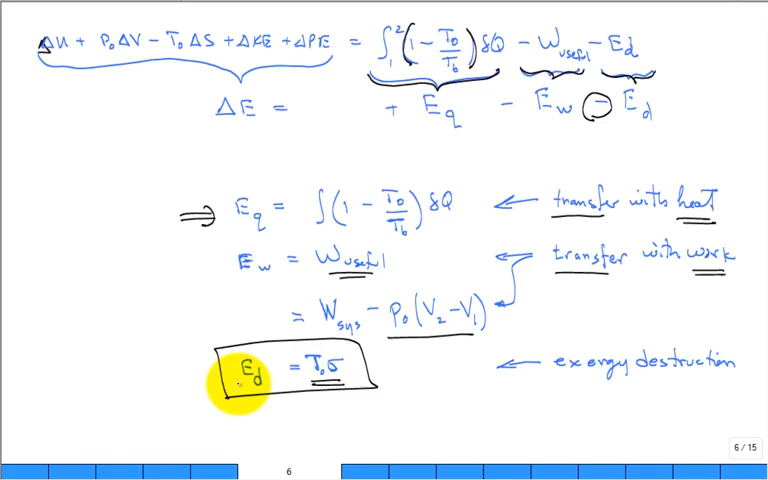 ΔU + P₀ΔV − T₀ΔS + ΔKE + ΔPE = ∫₁² (1 − T₀/T_b) δQ − W_useful − E_d
ΔE = + E_q − E_w − E_d
⇒ E_q = ∫ (1 − T₀/T_b) δQ ← transfer with heat
E_w = W_useful ← transfer with work
= W_sys − P₀ (V₂ − V₁)
E_d = T₀σ ← exergy destruction
6 / 15
6